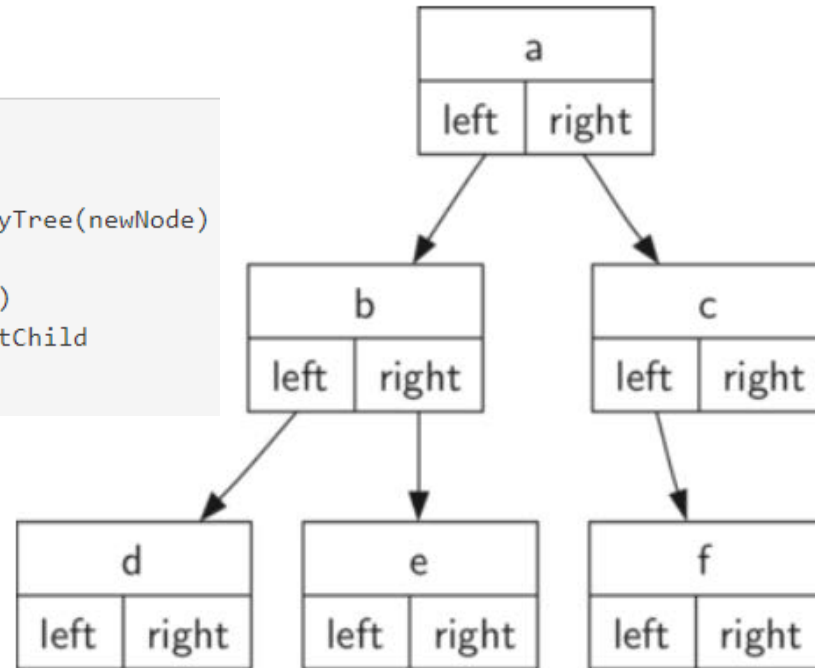 a
left right
yTree(newNode)
)
tChild
b
left right
c
left right
d
left right
e
left right
f
left right